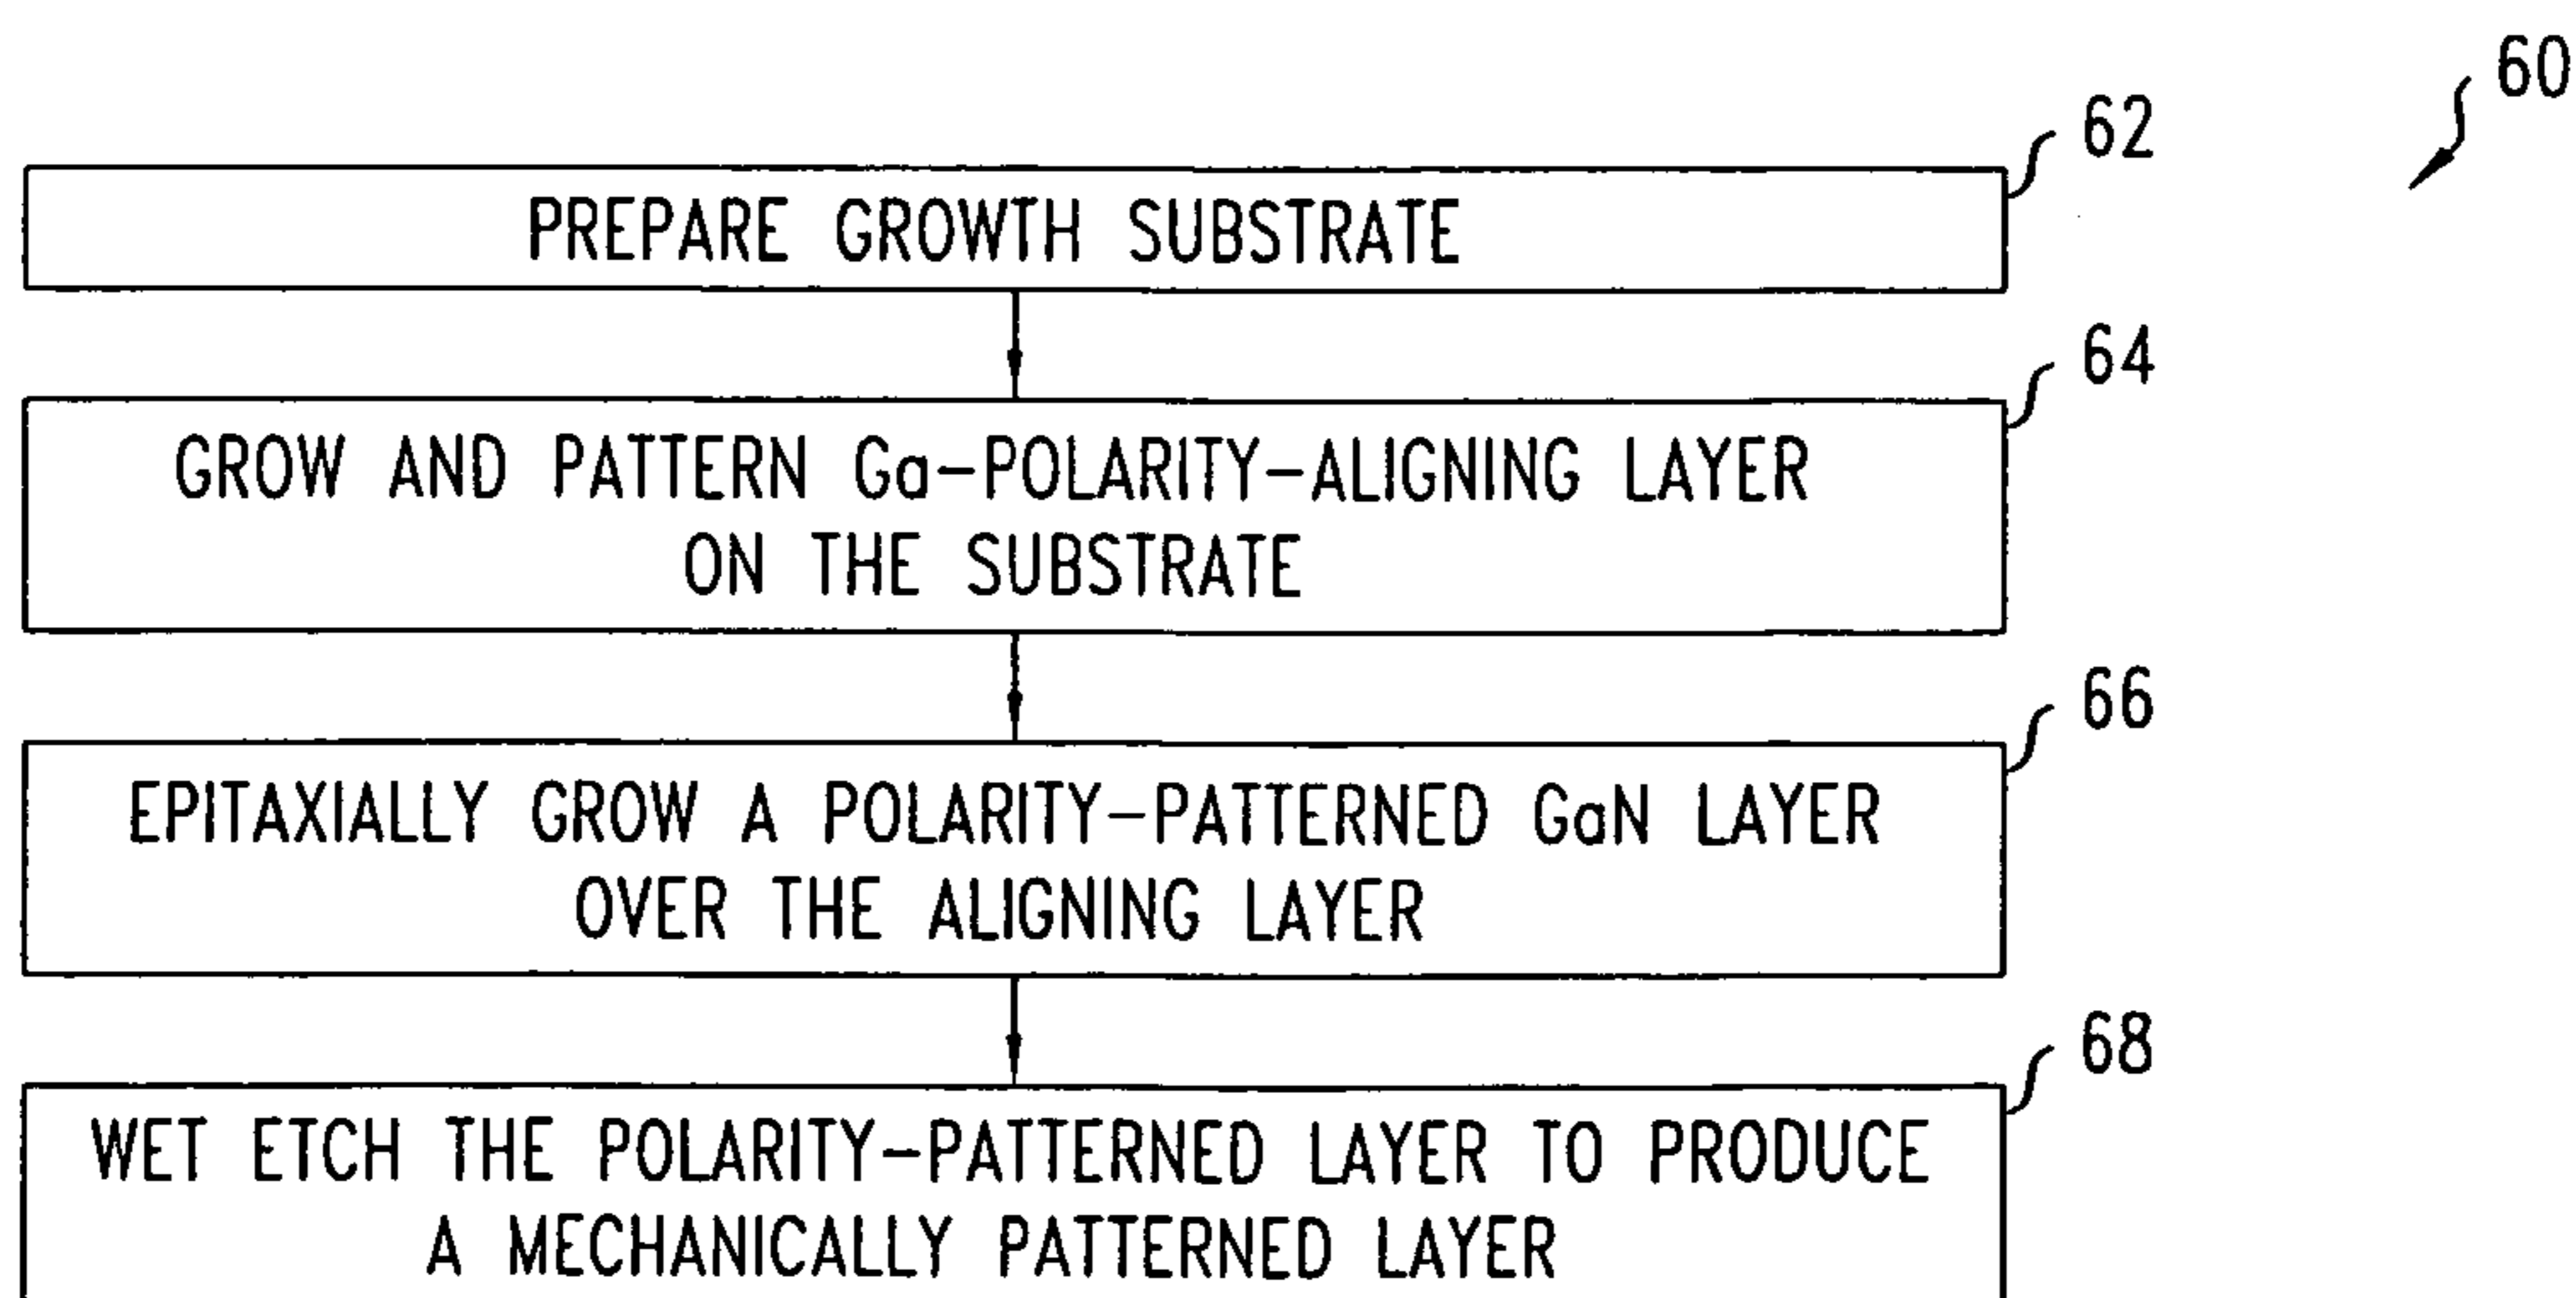 60
62
PREPARE GROWTH SUBSTRATE
64
GROW AND PATTERN Ga-POLARITY-ALIGNING LAYER
ON THE SUBSTRATE
66
EPITAXIALLY GROW A POLARITY-PATTERNED GaN LAYER
OVER THE ALIGNING LAYER
68
WET ETCH THE POLARITY-PATTERNED LAYER TO PRODUCE
A MECHANICALLY PATTERNED LAYER